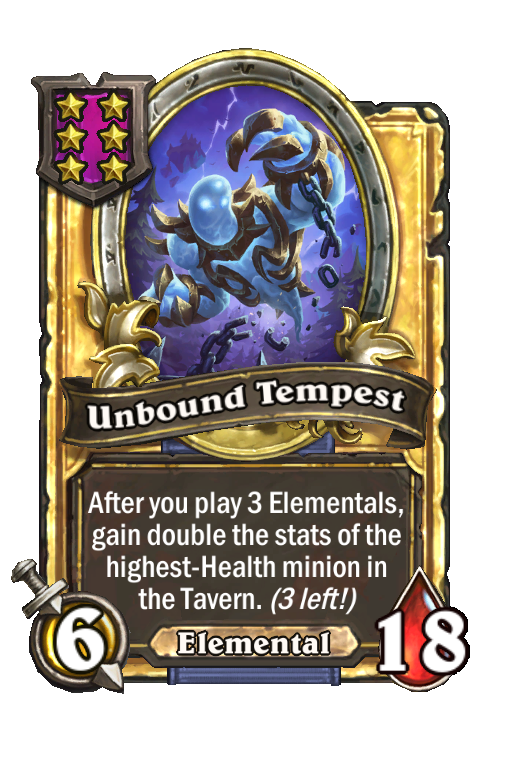 Unbound Tempest
After you play 3 Elementals,
gain double the stats of the
highest-Health minion in
the Tavern. (3 left!)
6
Elemental
18